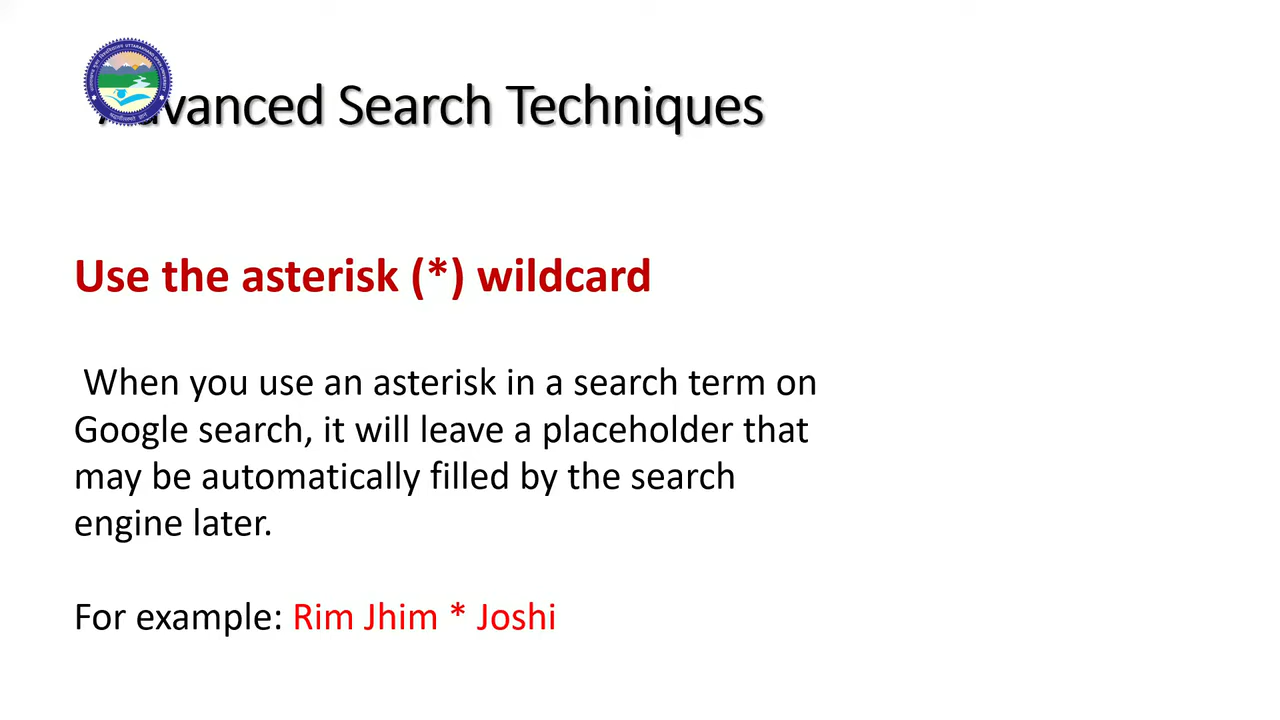 Advanced Search Techniques
Use the asterisk (*) wildcard
When you use an asterisk in a search term on
Google search, it will leave a placeholder that
may be automatically filled by the search
engine later.
For example: Rim Jhim * Joshi